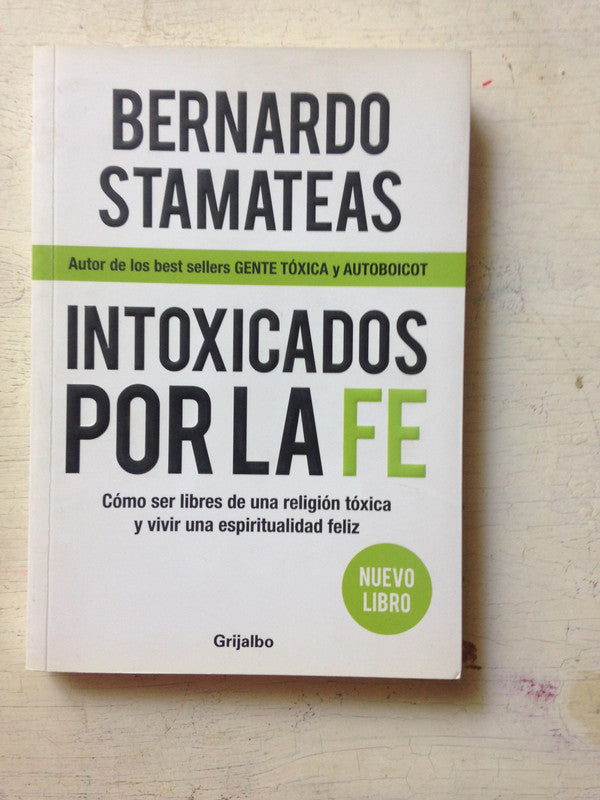 BERNARDO
STAMATEAS
Autor de los best sellers GENTE TÓXICA y AUTOBOICOT
INTOXICADOS
POR LA FE
Cómo ser libres de una religión tóxica
y vivir una espiritualidad feliz
NUEVO
LIBRO
Grijalbo